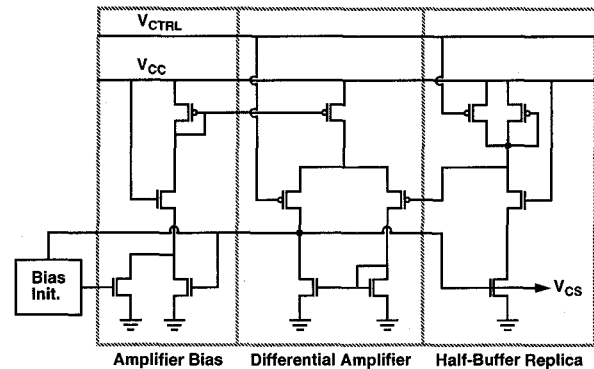 VCTRL
VCC
Bias
Init.
VCS
Amplifier Bias
Differential Amplifier
Half-Buffer Replica